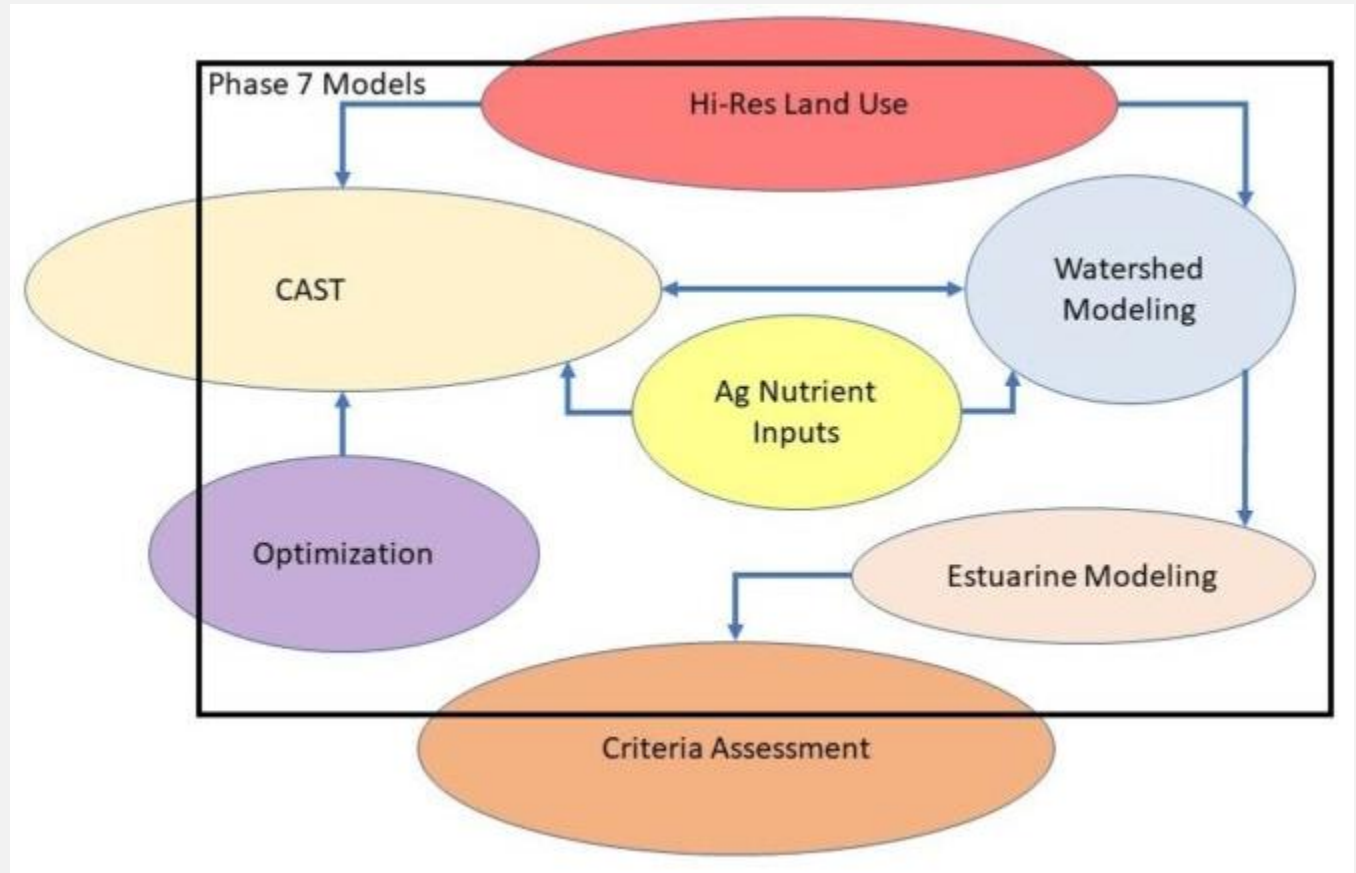 Phase 7 Models
Hi-Res Land Use
CAST
Watershed
Modeling
Ag Nutrient
Inputs
Optimization
Estuarine Modeling
Criteria Assessment